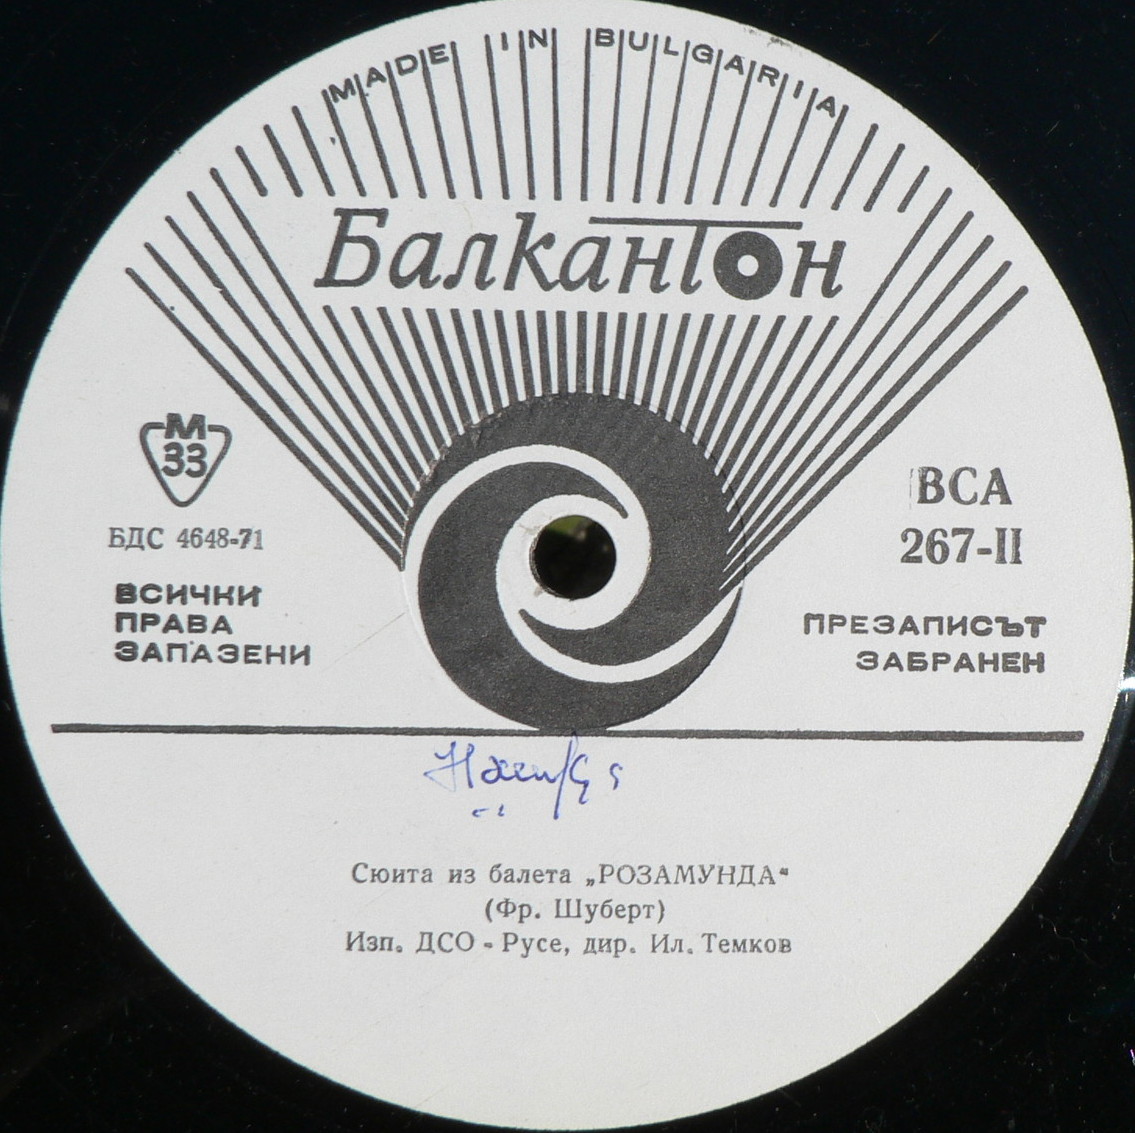 MADE IN BULGARIA
Балкантон
М
33
БДС 4648-71
ВСИЧКИ
ПРАВА
ЗАПАЗЕНИ
ВСА
267-II
ПРЕЗАПИСЪТ
ЗАБРАНЕН
Сюита из балета „РОЗАМУНДА“
(Фр. Шуберт)
Изп. ДСО - Русе, дир. Ил. Темков